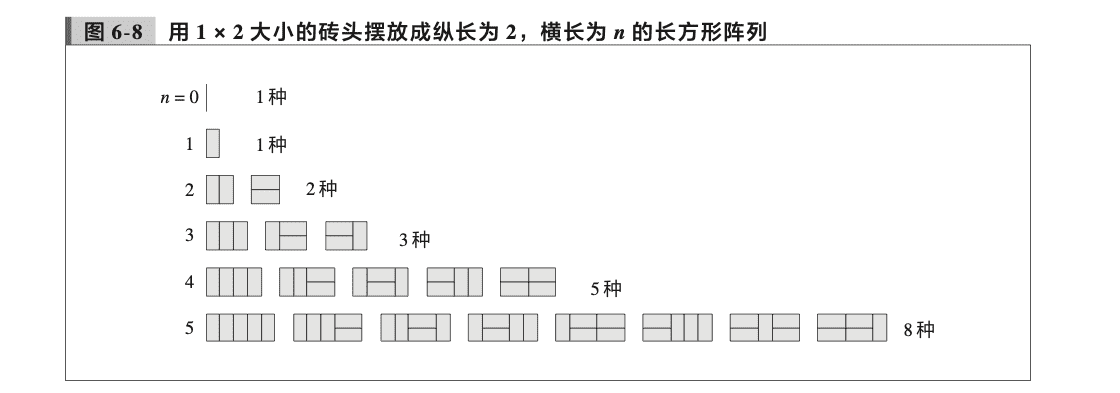 图 6-8 用 1 × 2 大小的砖头摆放成纵长为 2，横长为 n 的长方形阵列
n = 0 1 种
1 1 种
2 2 种
3 3 种
4 5 种
5 8 种